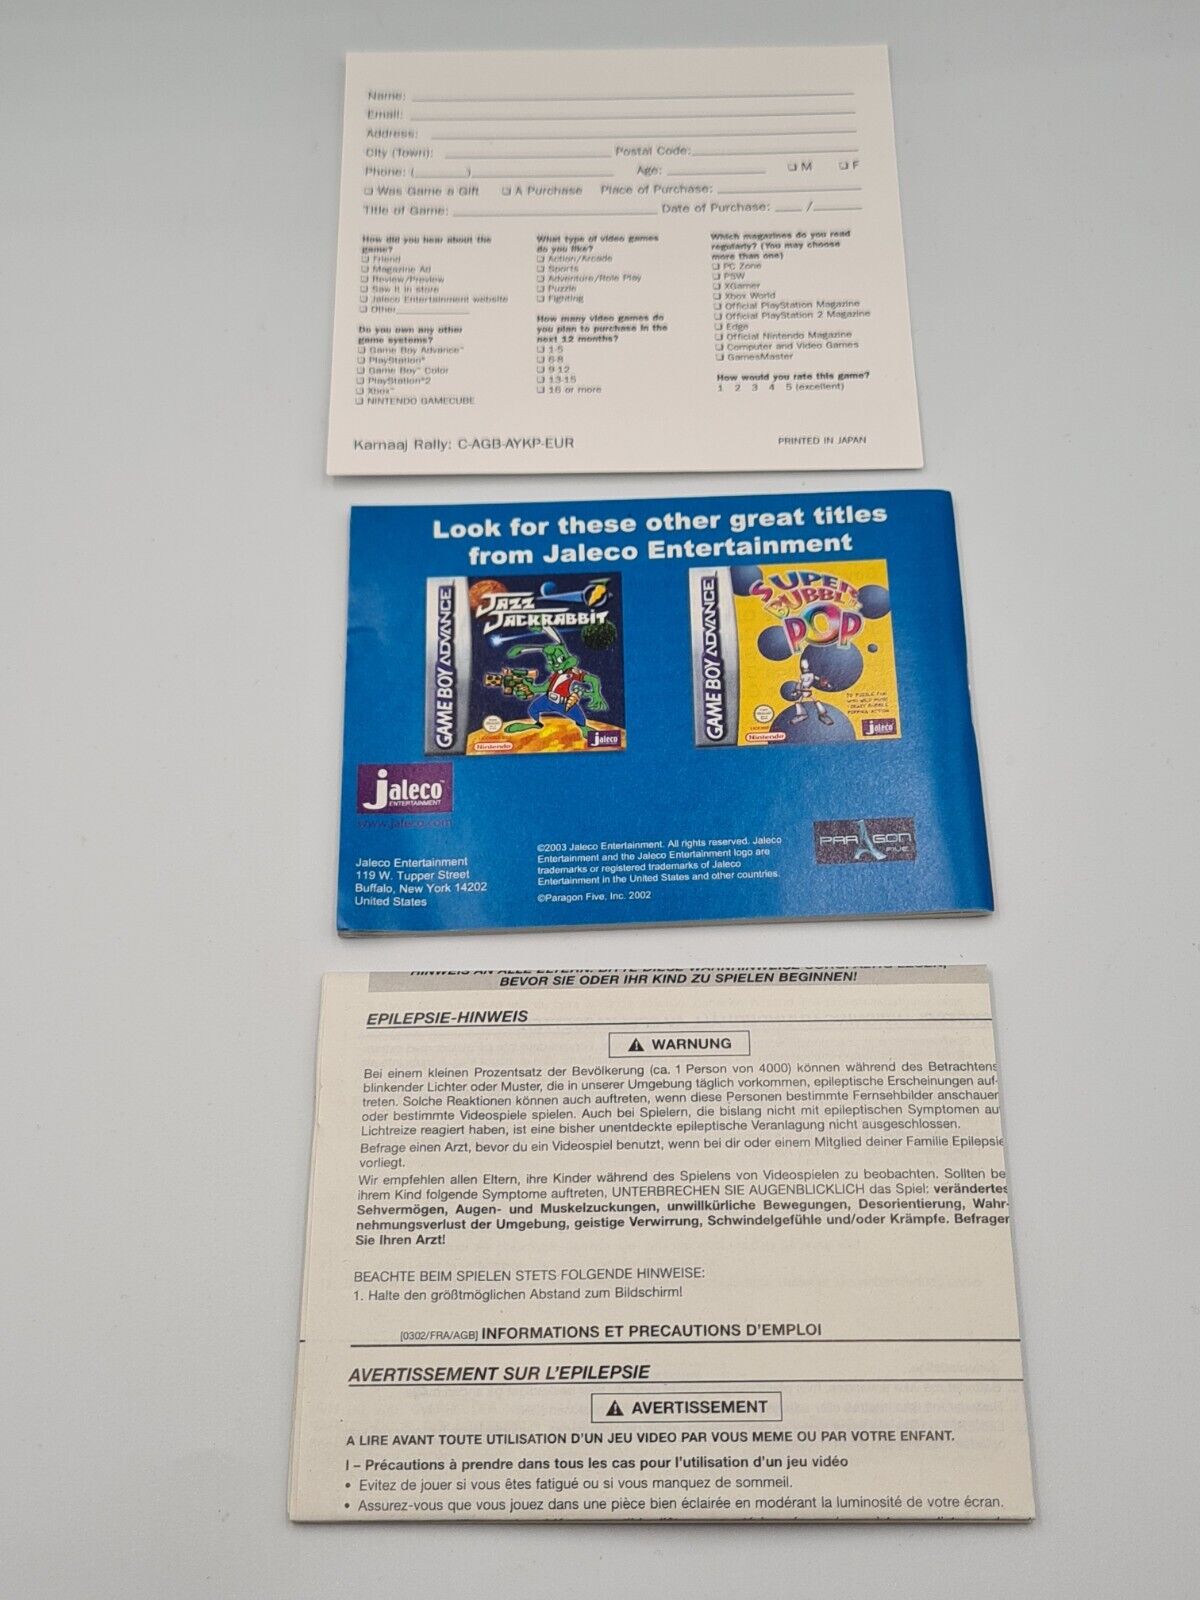 Name:
Email:
Address:
City (Town): Postal Code:
Phone: ( ) Age: M F
Was Game a Gift A Purchase Place of Purchase:
Title of Game: Date of Purchase: /
How did you hear about the
game?
Friend
Magazine Ad
Review/Preview
Saw it in store
Jaleco Entertainment website
Other
Do you own any other
game systems?
Game Boy Advance™
PlayStation®
Game Boy™ Color
PlayStation®2
Xbox™
NINTENDO GAMECUBE
What type of video games
do you like?
Action/Arcade
Sports
Adventure/Role Play
Puzzle
Fighting
How many video games do
you plan to purchase in the
next 12 months?
1-5
6-8
9-12
13-15
16 or more
Which magazines do you read
regularly? (You may choose
more than one)
PC Zone
PSW
XGamer
Xbox World
Official PlayStation Magazine
Official PlayStation 2 Magazine
Edge
Official Nintendo Magazine
Computer and Video Games
GamesMaster
How would you rate this game?
1 2 3 4 5 (excellent)
Karnaaj Rally: C-AGB-AYKP-EUR
PRINTED IN JAPAN
Look for these other great titles
from Jaleco Entertainment
GAME BOY ADVANCE
JAZZ
JACKRABBIT
Nintendo
Jaleco
GAME BOY ADVANCE
SUPER
BUBBLE
POP
Nintendo
Jaleco
Jaleco™
ENTERTAINMENT
www.jaleco.com
Jaleco Entertainment
119 W. Tupper Street
Buffalo, New York 14202
United States
©2003 Jaleco Entertainment. All rights reserved. Jaleco
Entertainment and the Jaleco Entertainment logo are
trademarks or registered trademarks of Jaleco
Entertainment in the United States and other countries.
©Paragon Five, Inc. 2002
PARAGON
FIVE
HINWEIS AN ALLE ELTERN: BITTE DIESE WARNHINWEISE SORGFÄLTIG LESEN,
BEVOR SIE ODER IHR KIND ZU SPIELEN BEGINNEN!
EPILEPSIE-HINWEIS
WARNUNG
Bei einem kleinen Prozentsatz der Bevölkerung (ca. 1 Person von 4000) können während des Betrachtens
blinkender Lichter oder Muster, die in unserer Umgebung täglich vorkommen, epileptische Erscheinungen auf-
treten. Solche Reaktionen können auch auftreten, wenn diese Personen bestimmte Fernsehbilder anschauen
oder bestimmte Videospiele spielen. Auch bei Spielern, die bislang nicht mit epileptischen Symptomen au
Lichtreize reagiert haben, ist eine bisher unentdeckte epileptische Veranlagung nicht ausgeschlossen.
Befrage einen Arzt, bevor du ein Videospiel benutzt, wenn bei dir oder einem Mitglied deiner Familie Epilepsie
vorliegt.
Wir empfehlen allen Eltern, ihre Kinder während des Spielens von Videospielen zu beobachten. Sollten be
ihrem Kind folgende Symptome auftreten, UNTERBRECHEN SIE AUGENBLICKLICH das Spiel: verändertes
Sehvermögen, Augen- und Muskelzuckungen, unwillkürliche Bewegungen, Desorientierung, Wahr-
nehmungsverlust der Umgebung, geistige Verwirrung, Schwindelgefühle und/oder Krämpfe. Befragen
Sie Ihren Arzt!
BEACHTE BEIM SPIELEN STETS FOLGENDE HINWEISE:
1. Halte den größtmöglichen Abstand zum Bildschirm!
[0302/FRA/AGB] INFORMATIONS ET PRECAUTIONS D'EMPLOI
AVERTISSEMENT SUR L'EPILEPSIE
AVERTISSEMENT
A LIRE AVANT TOUTE UTILISATION D'UN JEU VIDEO PAR VOUS MEME OU PAR VOTRE ENFANT.
I – Précautions à prendre dans tous les cas pour l'utilisation d'un jeu vidéo
• Evitez de jouer si vous êtes fatigué ou si vous manquez de sommeil.
• Assurez-vous que vous jouez dans une pièce bien éclairée en modérant la luminosité de votre écran.